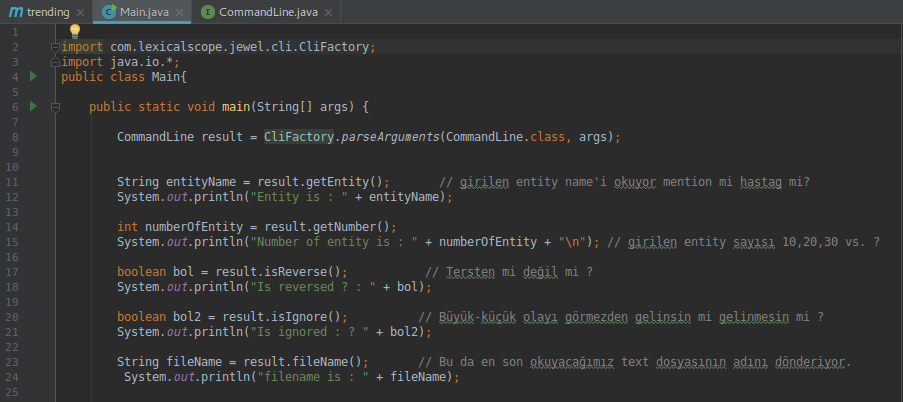 trending Main.java CommandLine.java
1
2 import com.lexicalscope.jewel.cli.CliFactory;
3 import java.io.*;
4 public class Main{
5
6 public static void main(String[] args) {
7
8 CommandLine result = CliFactory.parseArguments(CommandLine.class, args);
9
10
11 String entityName = result.getEntity(); // girilen entity name'i okuyor mention mi hastag mi?
12 System.out.println("Entity is : " + entityName);
13
14 int numberOfEntity = result.getNumber();
15 System.out.println("Number of entity is : " + numberOfEntity + "\n"); // girilen entity sayısı 10,20,30 vs. ?
16
17 boolean bol = result.isReverse(); // Tersten mi değil mi ?
18 System.out.println("Is reversed ? : " + bol);
19
20 boolean bol2 = result.isIgnore(); // Büyük-küçük olayı görmezden gelinsin mi gelinmesin mi ?
21 System.out.println("Is ignored : ? " + bol2);
22
23 String fileName = result.fileName(); // Bu da en son okuyacağımız text dosyasının adını dönderiyor.
24 System.out.println("filename is : " + fileName);
25